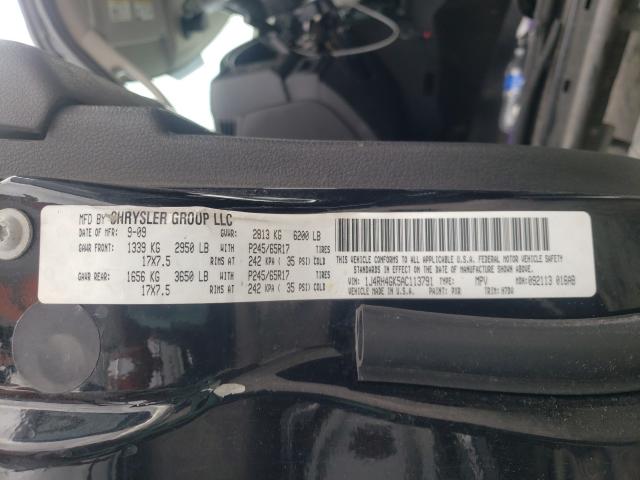 MFD BY CHRYSLER GROUP LLC
DATE OF MFR: 9-09 GVWR: 2813 KG 6200 LB
GAWR FRONT: 1339 KG 2950 LB WITH P245/65R17 TIRES
17X7.5 RIMS AT 242 KPA ( 35 PSI) COLD
GAWR REAR: 1656 KG 3650 LB WITH P245/65R17 TIRES
17X7.5 RIMS AT 242 KPA ( 35 PSI) COLD
THIS VEHICLE CONFORMS TO ALL APPLICABLE U.S.A. FEDERAL MOTOR VEHICLE SAFETY
STANDARDS IN EFFECT ON THE DATE OF MANUFACTURE SHOWN ABOVE
VIN: 1J4RH4GK5AC113791 TYPE: MPV MDH: 092113 018AB
MADE IN U.S.A. PAINT: PXR TRIM: